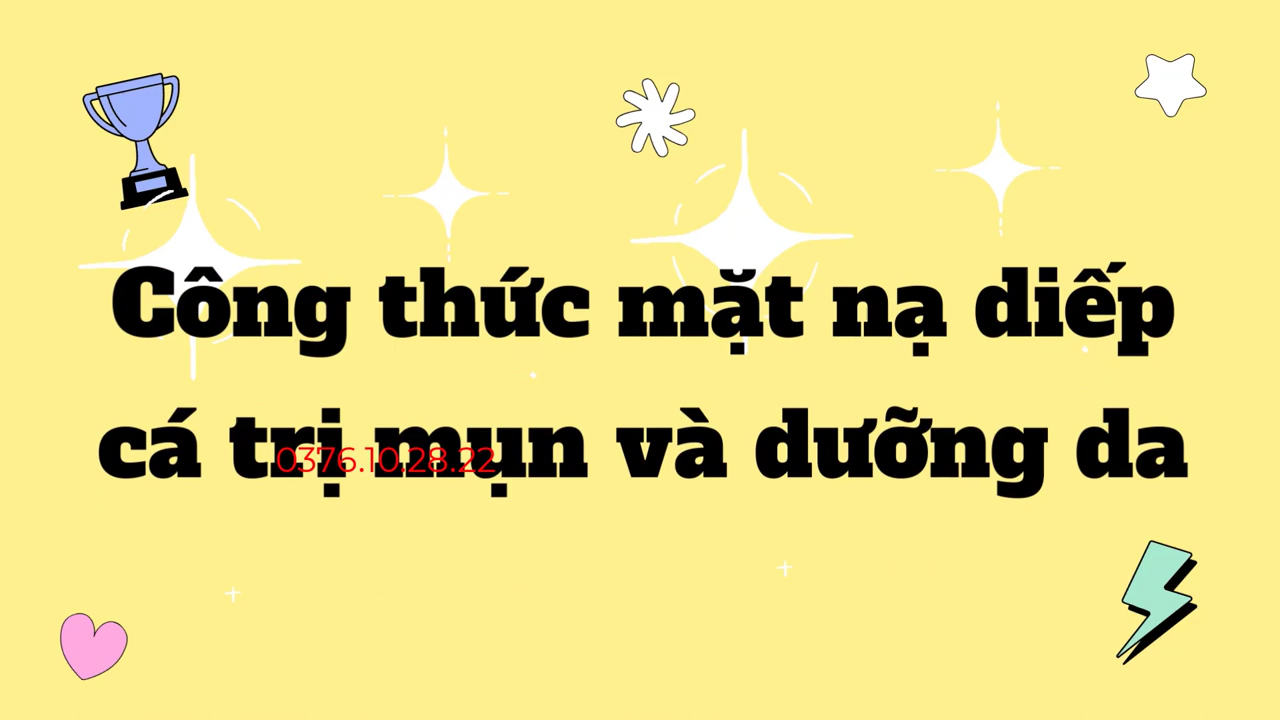 Công thức mặt nạ diếp
cá trị mụn và dưỡng da
0376.10.28.22